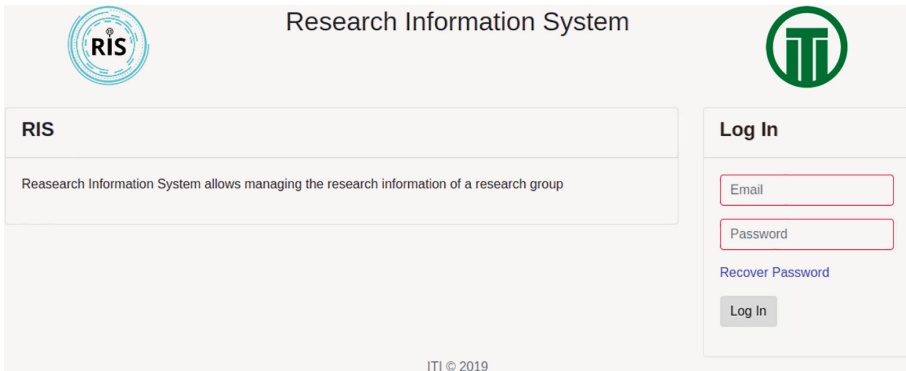 RIS
Research Information System
RIS
Reasearch Information System allows managing the research information of a research group
Log In
Email
Password
Recover Password
Log In
ITI © 2019